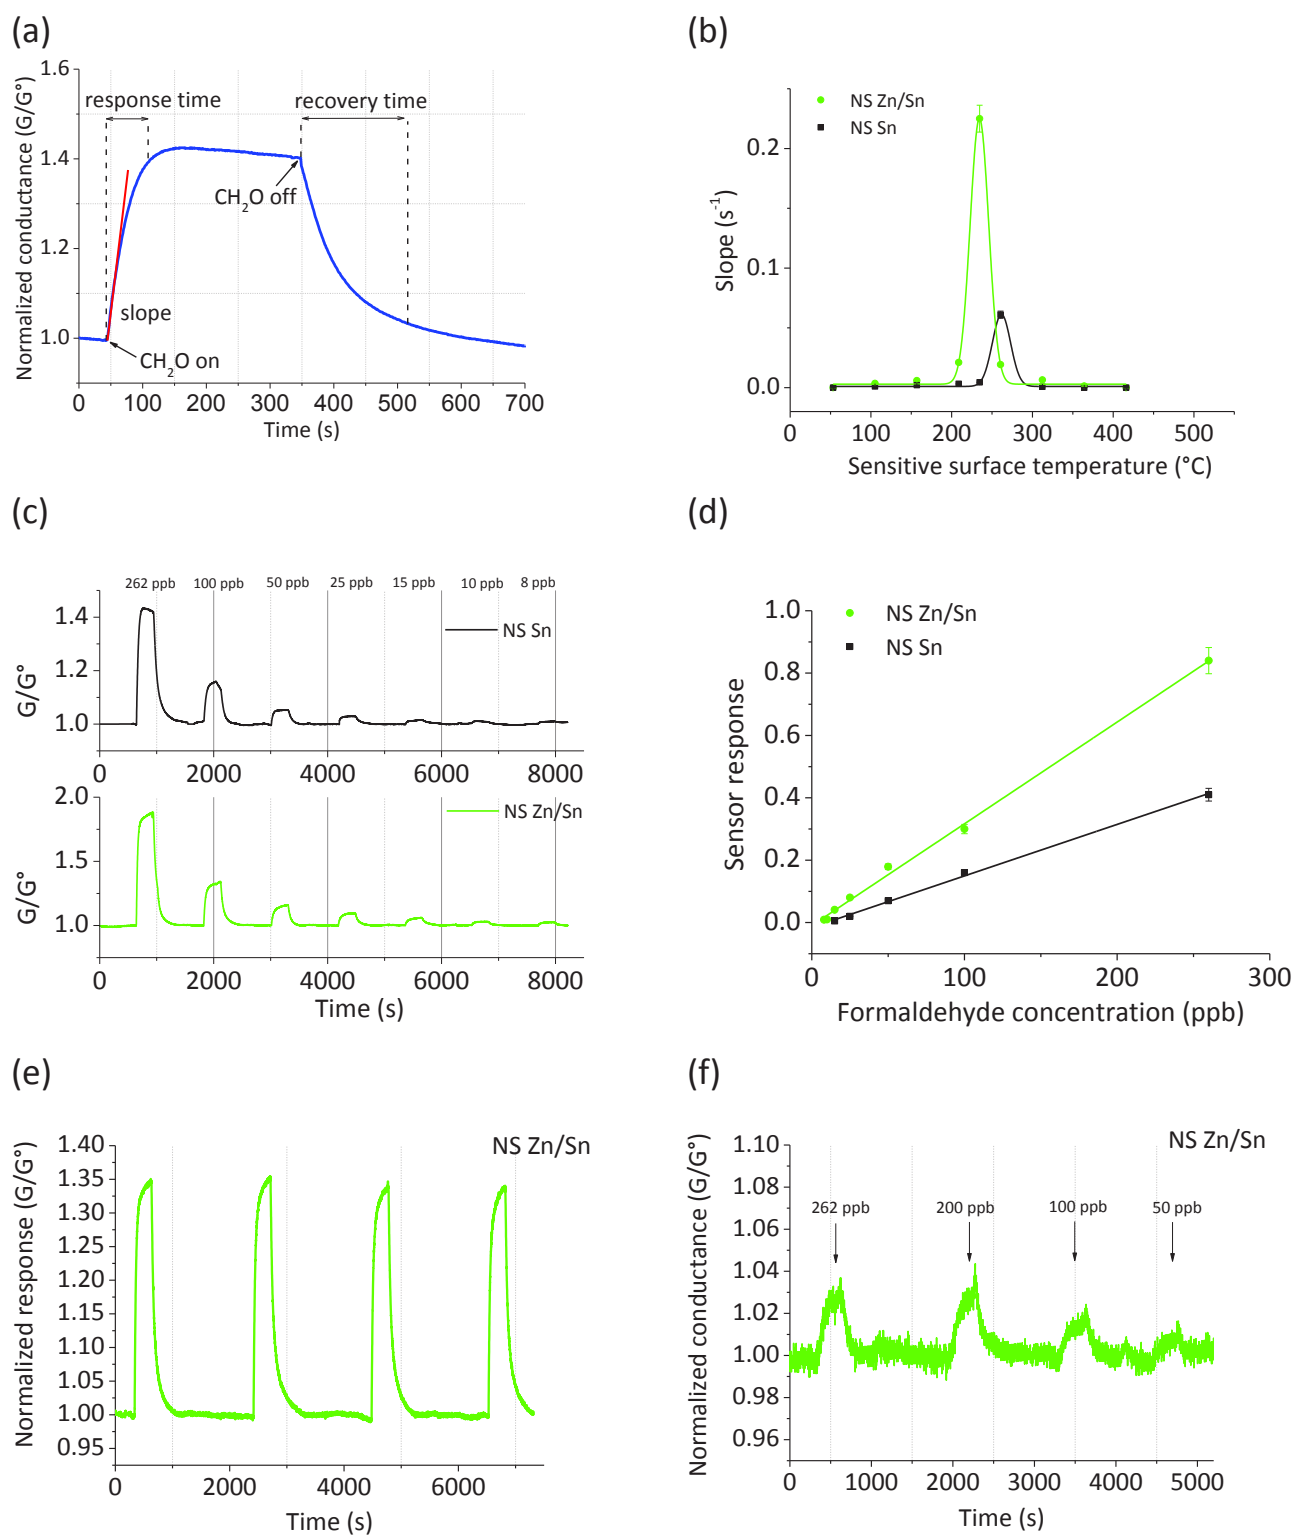 (a)
1.6
1.4
1.2
1.0
Normalized conductance (G/G°)
response time
recovery time
CH₂O off
slope
CH₂O on
0 100 200 300 400 500 600 700
Time (s)
(b)
NS Zn/Sn
NS Sn
0.2
0.1
0.0
Slope (s⁻¹)
0 100 200 300 400 500
Sensitive surface temperature (°C)
(c)
262 ppb 100 ppb 50 ppb 25 ppb 15 ppb 10 ppb 8 ppb
1.4
1.2
1.0
G/G°
NS Sn
0 2000 4000 6000 8000
2.0
1.5
1.0
G/G°
NS Zn/Sn
0 2000 4000 6000 8000
Time (s)
(d)
NS Zn/Sn
NS Sn
1.0
0.8
0.6
0.4
0.2
0.0
Sensor response
0 100 200 300
Formaldehyde concentration (ppb)
(e)
NS Zn/Sn
1.40
1.35
1.30
1.25
1.20
1.15
1.10
1.05
1.00
0.95
Normalized response (G/G°)
0 2000 4000 6000
Time (s)
(f)
NS Zn/Sn
1.10
1.08
1.06
1.04
1.02
1.00
0.98
0.96
Normalized conductance (G/G°)
262 ppb 200 ppb 100 ppb 50 ppb
0 1000 2000 3000 4000 5000
Time (s)